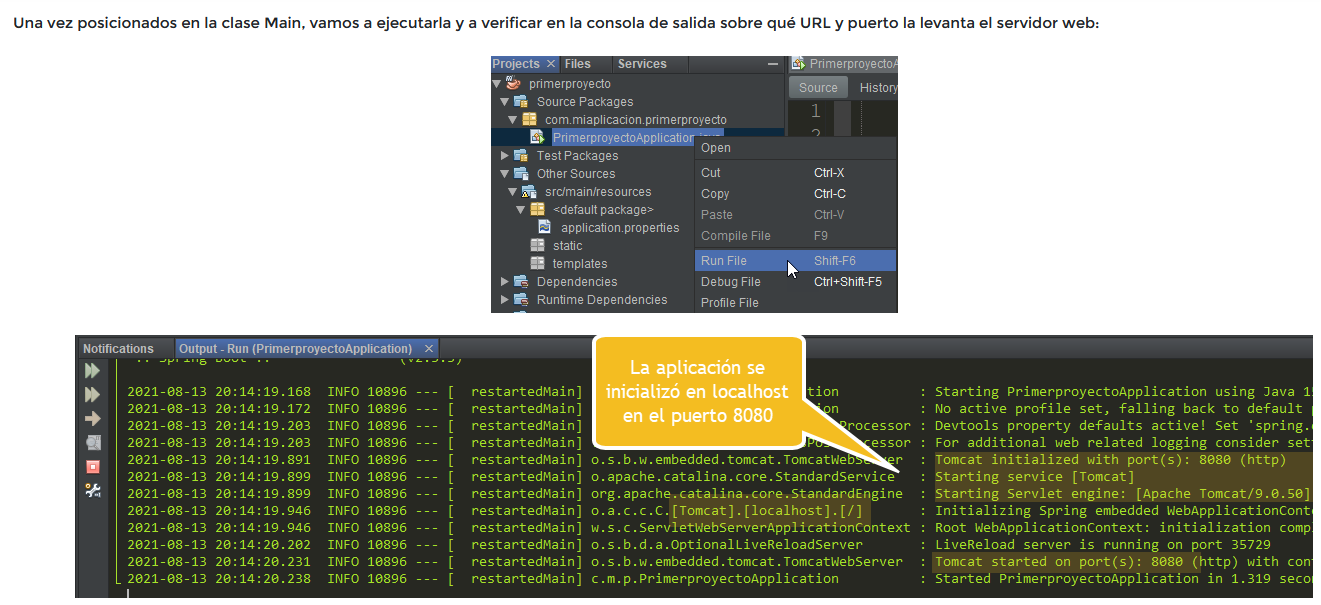 Una vez posicionados en la clase Main, vamos a ejecutarla y a verificar en la consola de salida sobre qué URL y puerto la levanta el servidor web:
Projects Files Services
primerproyecto
Source Packages
com.miaplicacion.primerproyecto
PrimerproyectoApplication
Test Packages
Other Sources
src/main/resources
<default package>
application.properties
static
templates
Dependencies
Runtime Dependencies
PrimerproyectoA
Source History
1
2
Open
Cut Ctrl-X
Copy Ctrl-C
Paste Ctrl-V
Compile File F9
Run File Shift-F6
Debug File Ctrl+Shift-F5
Profile File
Notifications Output - Run (PrimerproyectoApplication)
La aplicación se
inicializó en localhost
en el puerto 8080
:: Spring Boot ::
2021-08-13 20:14:19.168 INFO 10896 --- [ restartedMain] tion : Starting PrimerproyectoApplication using Java 1
2021-08-13 20:14:19.172 INFO 10896 --- [ restartedMain] ion : No active profile set, falling back to default
2021-08-13 20:14:19.203 INFO 10896 --- [ restartedMain] Processor : Devtools property defaults active! Set 'spring.
2021-08-13 20:14:19.203 INFO 10896 --- [ restartedMain] Processor : For additional web related logging consider set
2021-08-13 20:14:19.891 INFO 10896 --- [ restartedMain] o.s.b.w.embedded.tomcat.TomcatWebServer : Tomcat initialized with port(s): 8080 (http)
2021-08-13 20:14:19.899 INFO 10896 --- [ restartedMain] o.apache.catalina.core.StandardService : Starting service [Tomcat]
2021-08-13 20:14:19.899 INFO 10896 --- [ restartedMain] org.apache.catalina.core.StandardEngine : Starting Servlet engine: [Apache Tomcat/9.0.50]
2021-08-13 20:14:19.946 INFO 10896 --- [ restartedMain] o.a.c.c.C.[Tomcat].[localhost].[/] : Initializing Spring embedded WebApplicationCont
2021-08-13 20:14:19.946 INFO 10896 --- [ restartedMain] w.s.c.ServletWebServerApplicationContext : Root WebApplicationContext: initialization comp
2021-08-13 20:14:20.202 INFO 10896 --- [ restartedMain] o.s.b.d.a.OptionalLiveReloadServer : LiveReload server is running on port 35729
2021-08-13 20:14:20.231 INFO 10896 --- [ restartedMain] o.s.b.w.embedded.tomcat.TomcatWebServer : Tomcat started on port(s): 8080 (http) with con
2021-08-13 20:14:20.238 INFO 10896 --- [ restartedMain] c.m.p.PrimerproyectoApplication : Started PrimerproyectoApplication in 1.319 seco